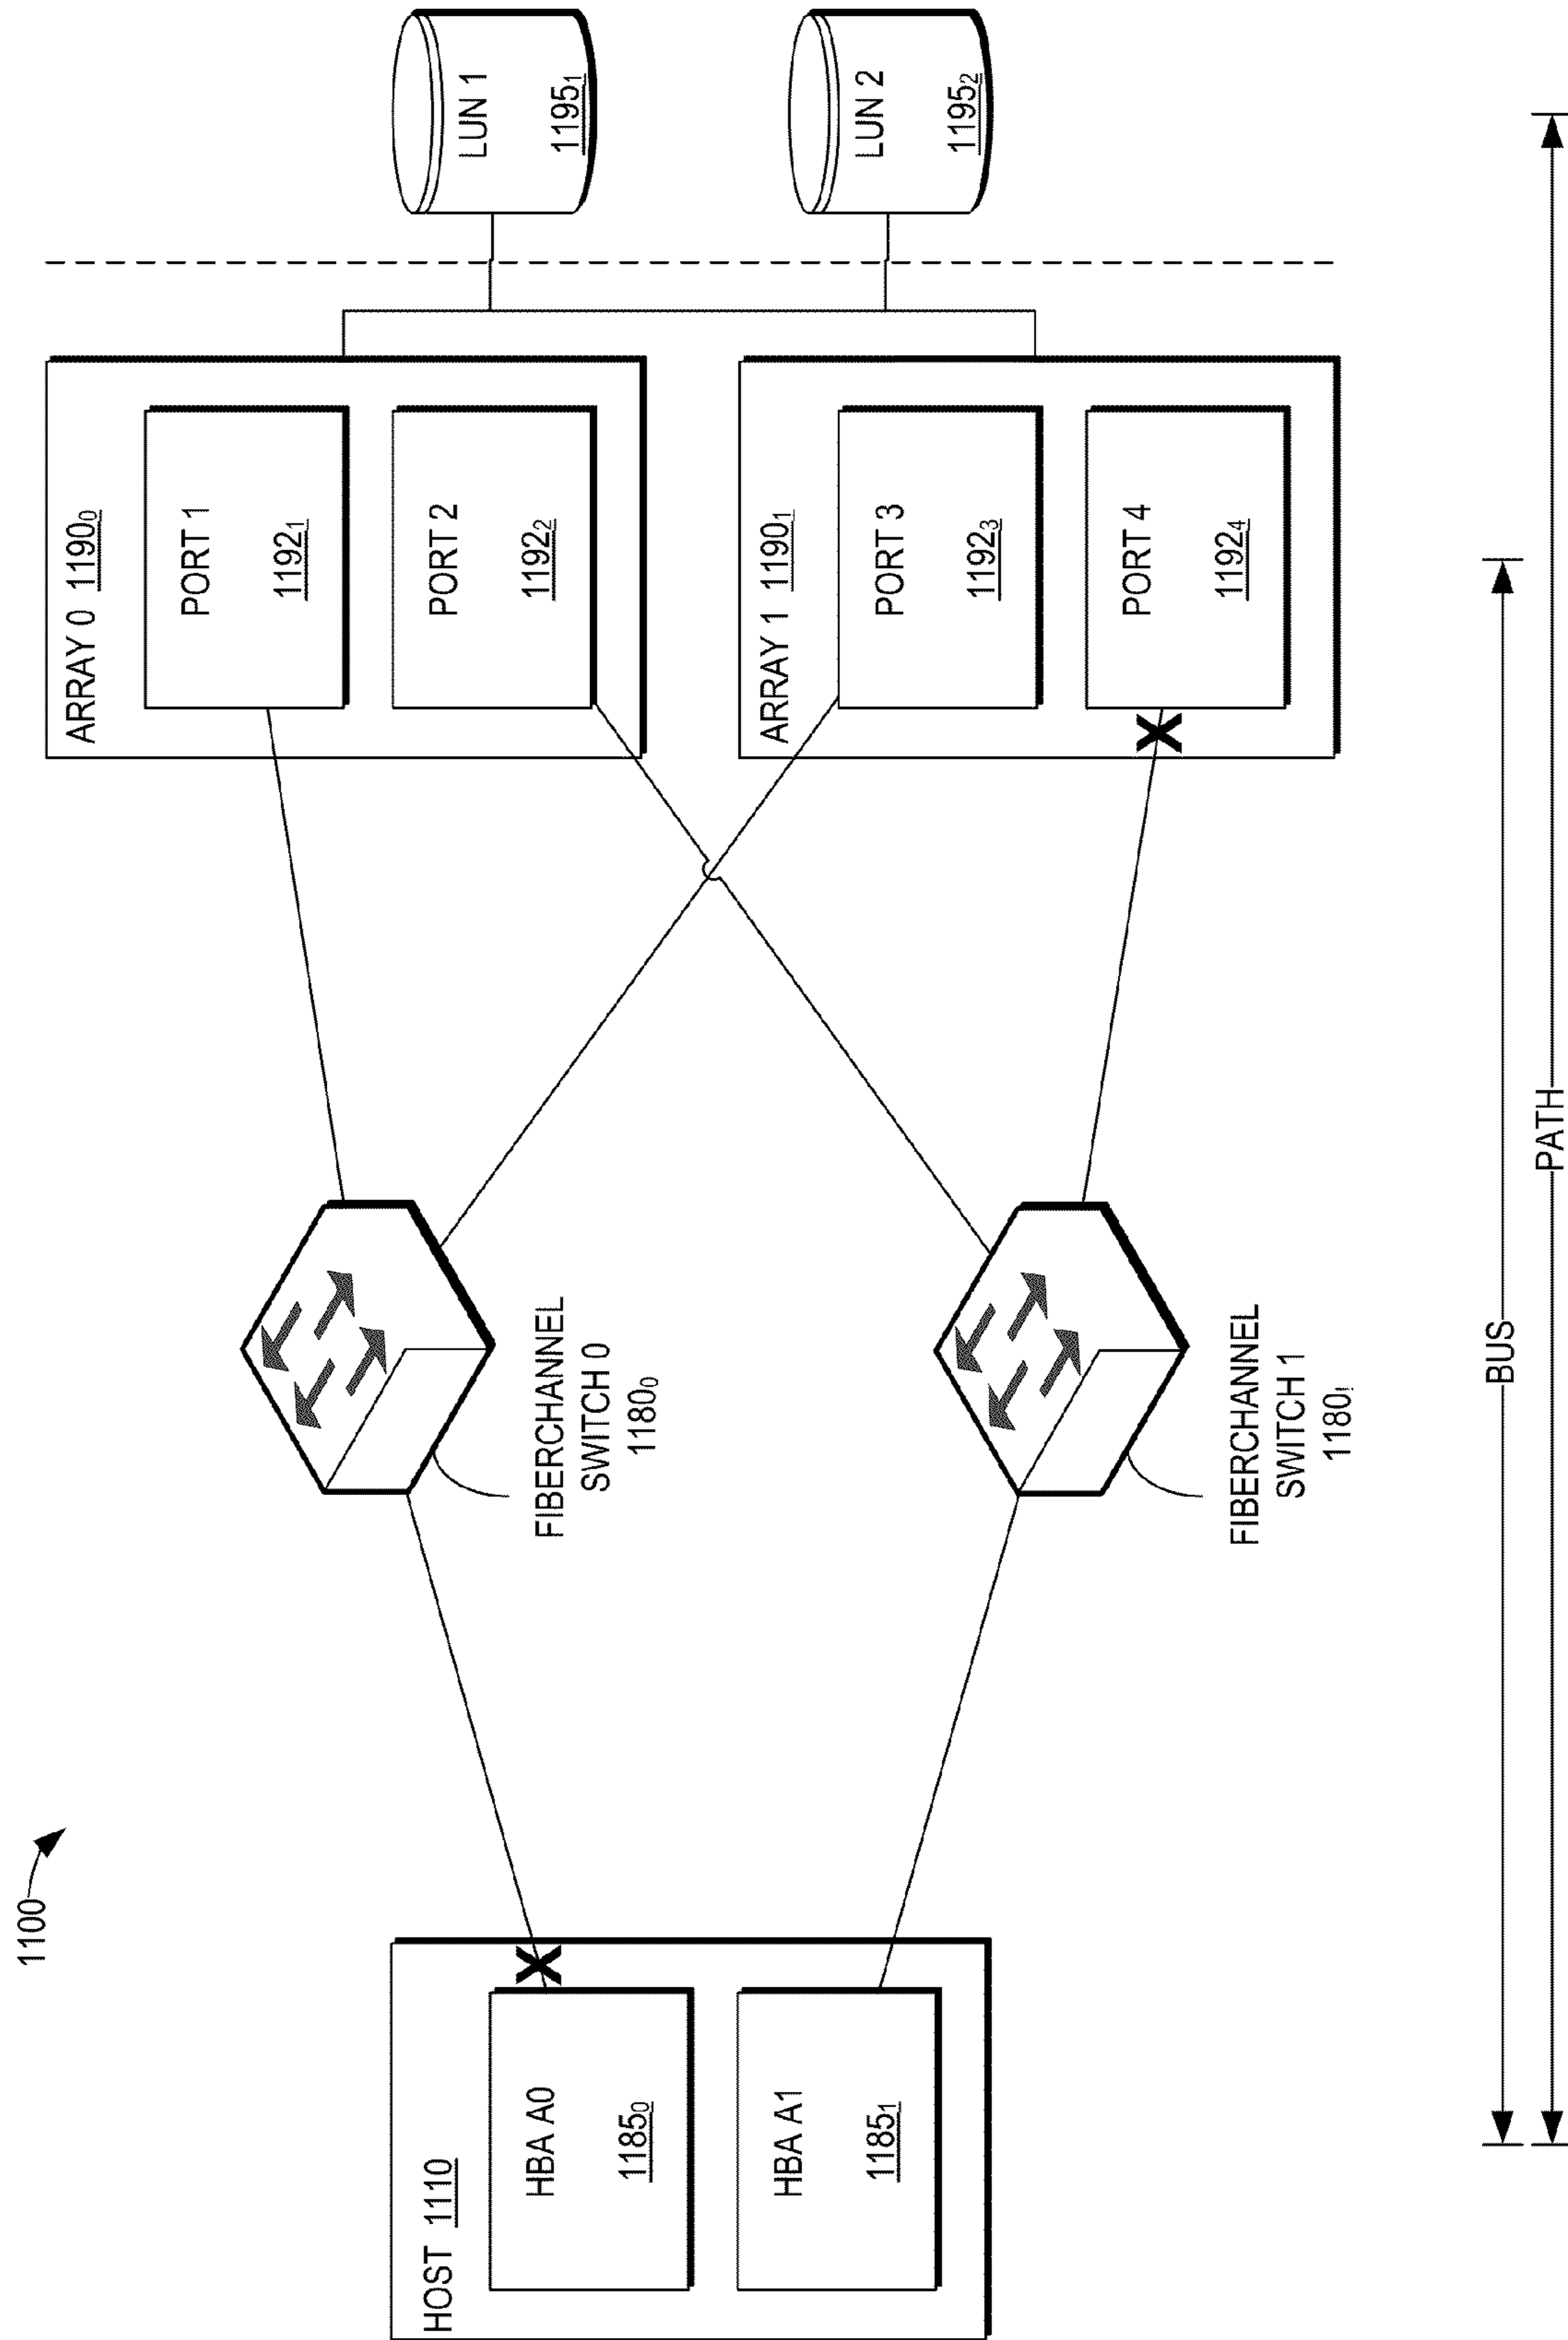 1100
HOST 1110
HBA A0
1185₀
HBA A1
1185₁
FIBERCHANNEL
SWITCH 0
1180₀
FIBERCHANNEL
SWITCH 1
1180₁
ARRAY 0 1190₀
PORT 1
1192₁
PORT 2
1192₂
ARRAY 1 1190₁
PORT 3
1192₃
PORT 4
1192₄
LUN 1
1195₁
LUN 2
1195₂
BUS
PATH